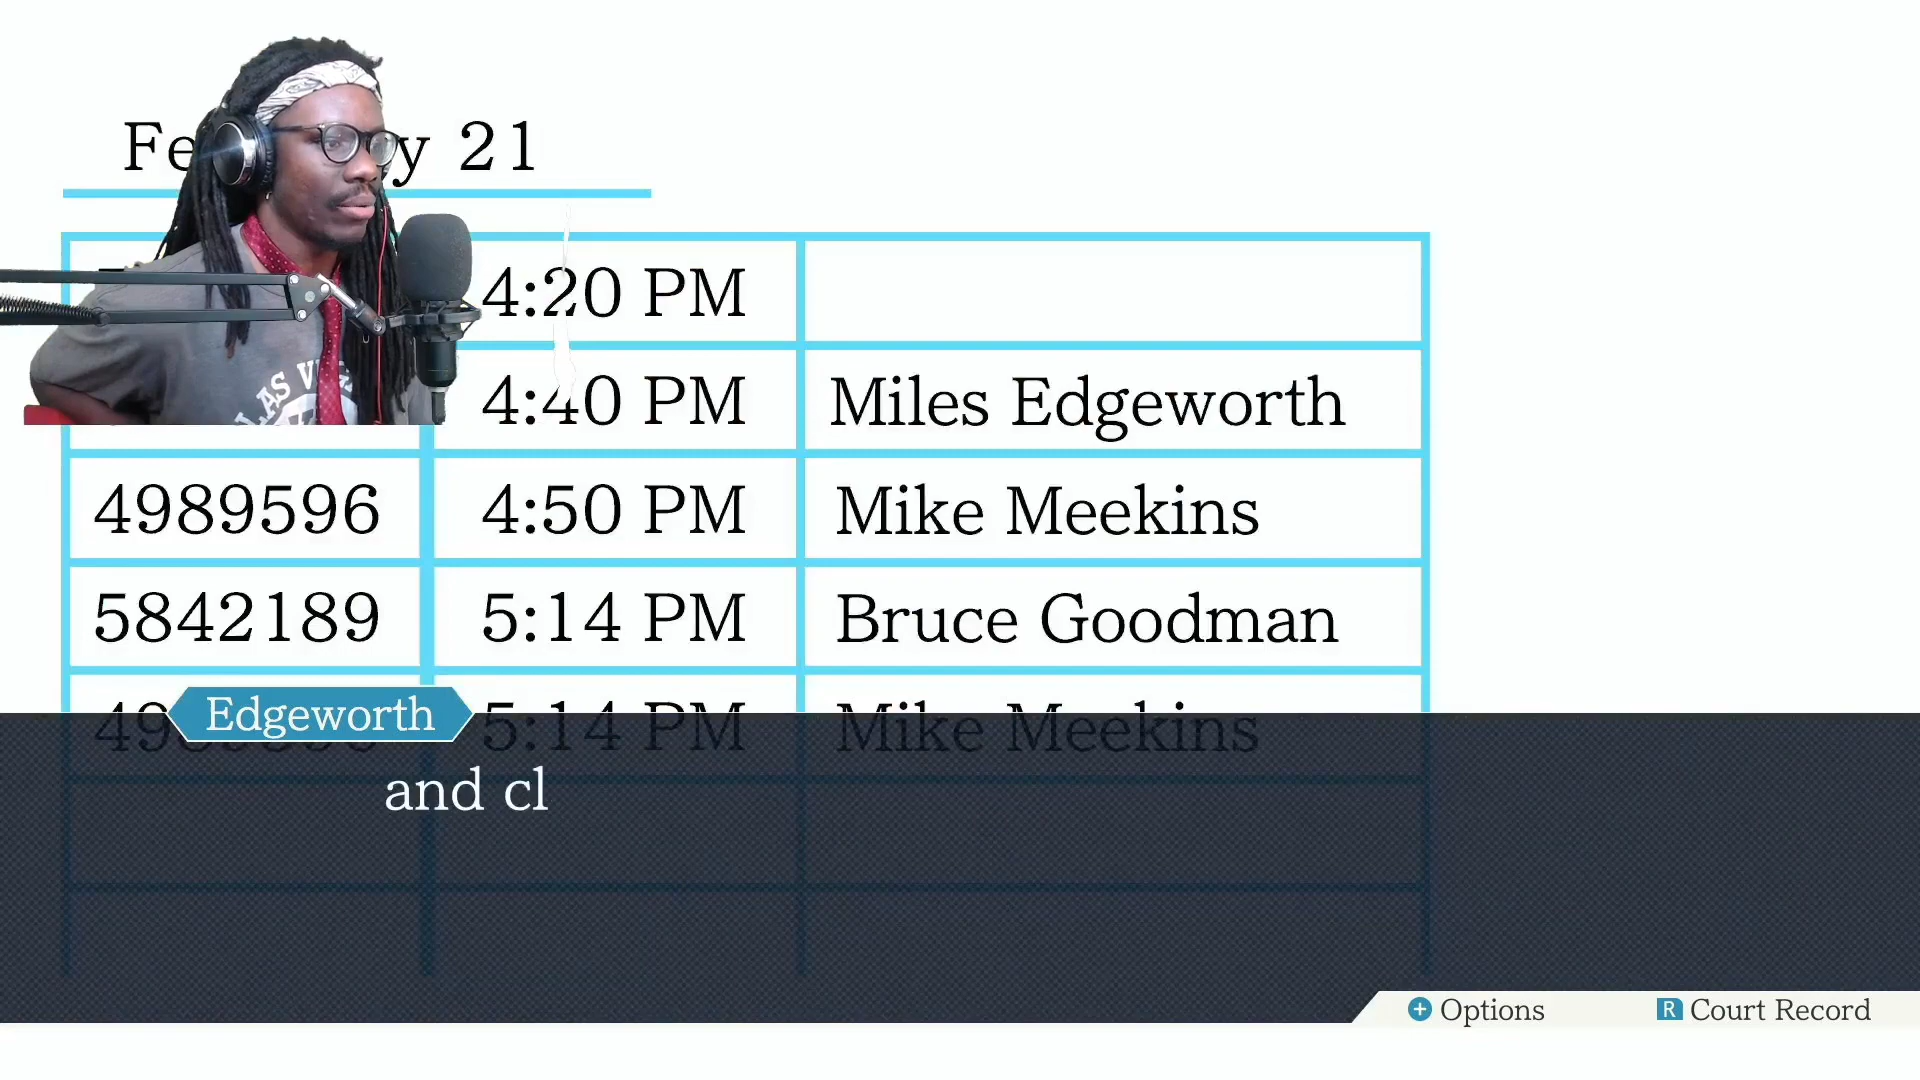 21
4:20 PM
4:40 PM Miles Edgeworth
4989596 4:50 PM Mike Meekins
5842189 5:14 PM Bruce Goodman
5:14 PM Mike Meekins
Edgeworth
and cl
Options
R Court Record